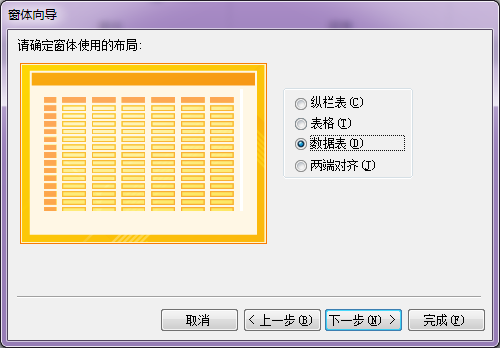 窗体向导
请确定窗体使用的布局:
纵栏表(C)
表格(T)
数据表(D)
两端对齐(J)
取消
< 上一步(B)
下一步(N) >
完成(F)